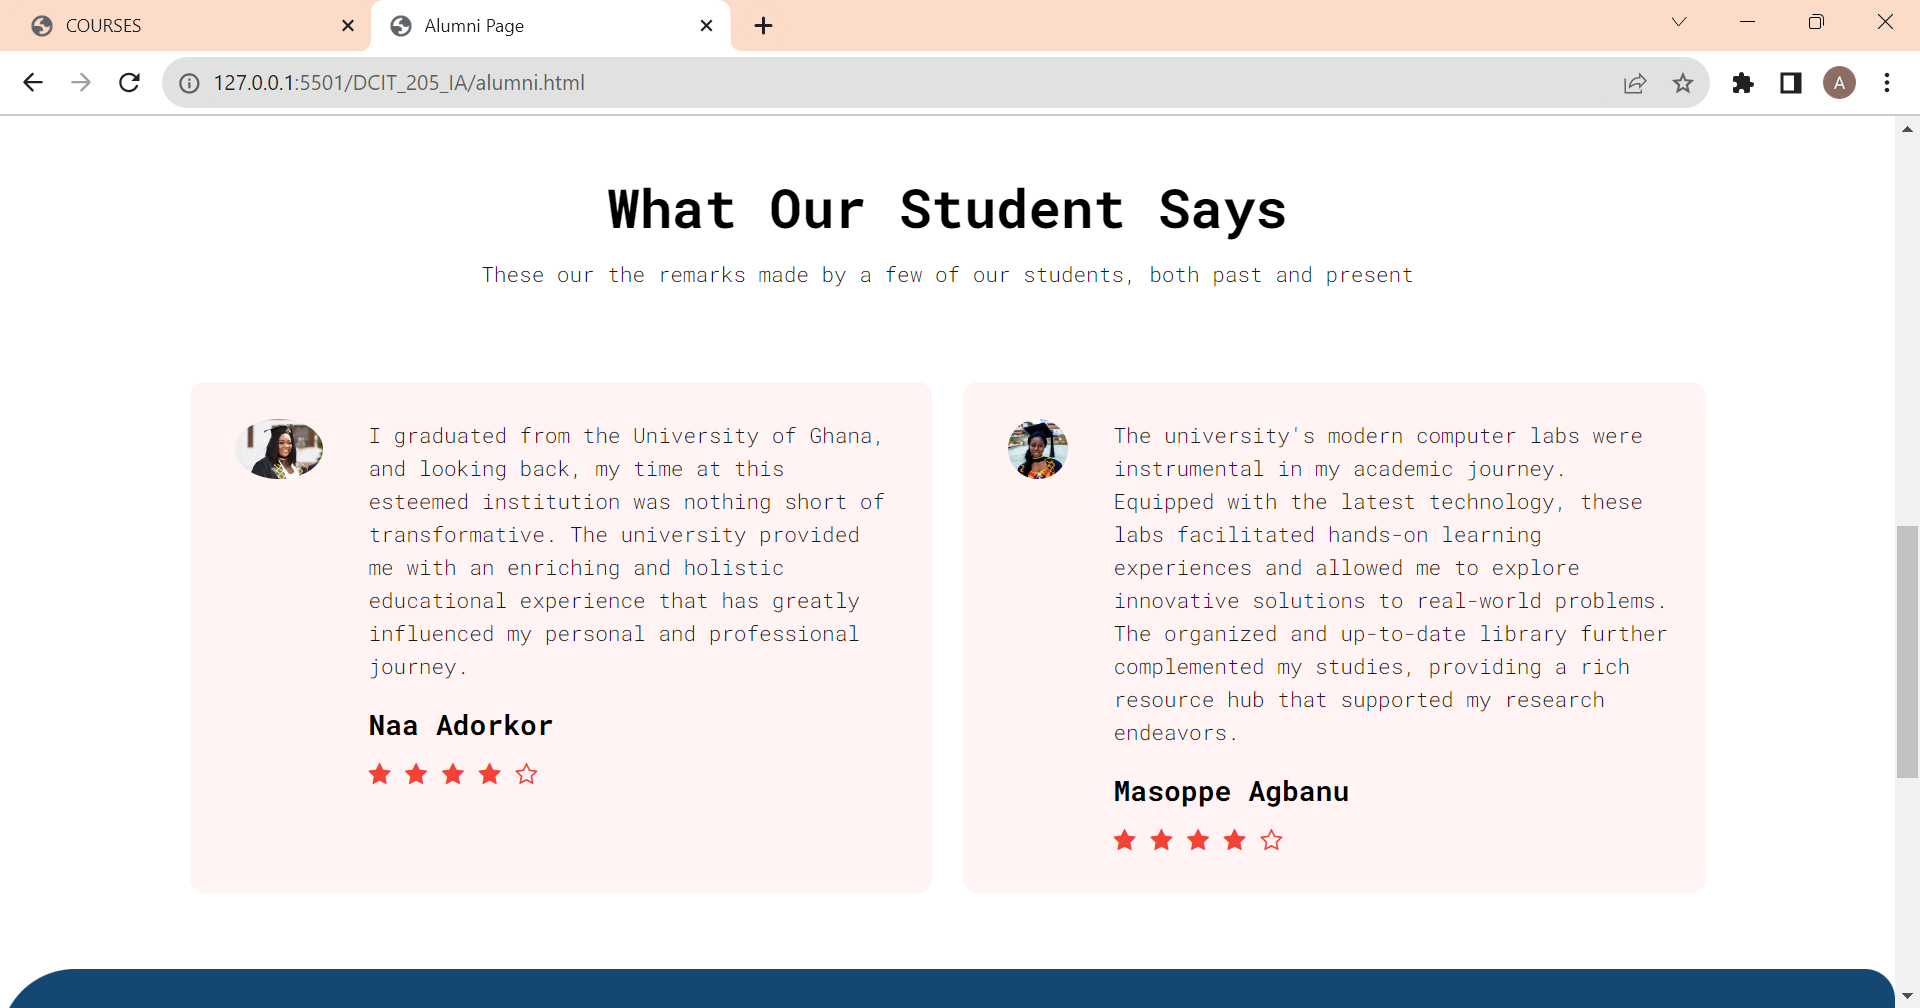 COURSES
Alumni Page
127.0.0.1:5501/DCIT_205_IA/alumni.html
A
What Our Student Says
These our the remarks made by a few of our students, both past and present
I graduated from the University of Ghana,
and looking back, my time at this
esteemed institution was nothing short of
transformative. The university provided
me with an enriching and holistic
educational experience that has greatly
influenced my personal and professional
journey.
Naa Adorkor
The university's modern computer labs were
instrumental in my academic journey.
Equipped with the latest technology, these
labs facilitated hands-on learning
experiences and allowed me to explore
innovative solutions to real-world problems.
The organized and up-to-date library further
complemented my studies, providing a rich
resource hub that supported my research
endeavors.
Masoppe Agbanu